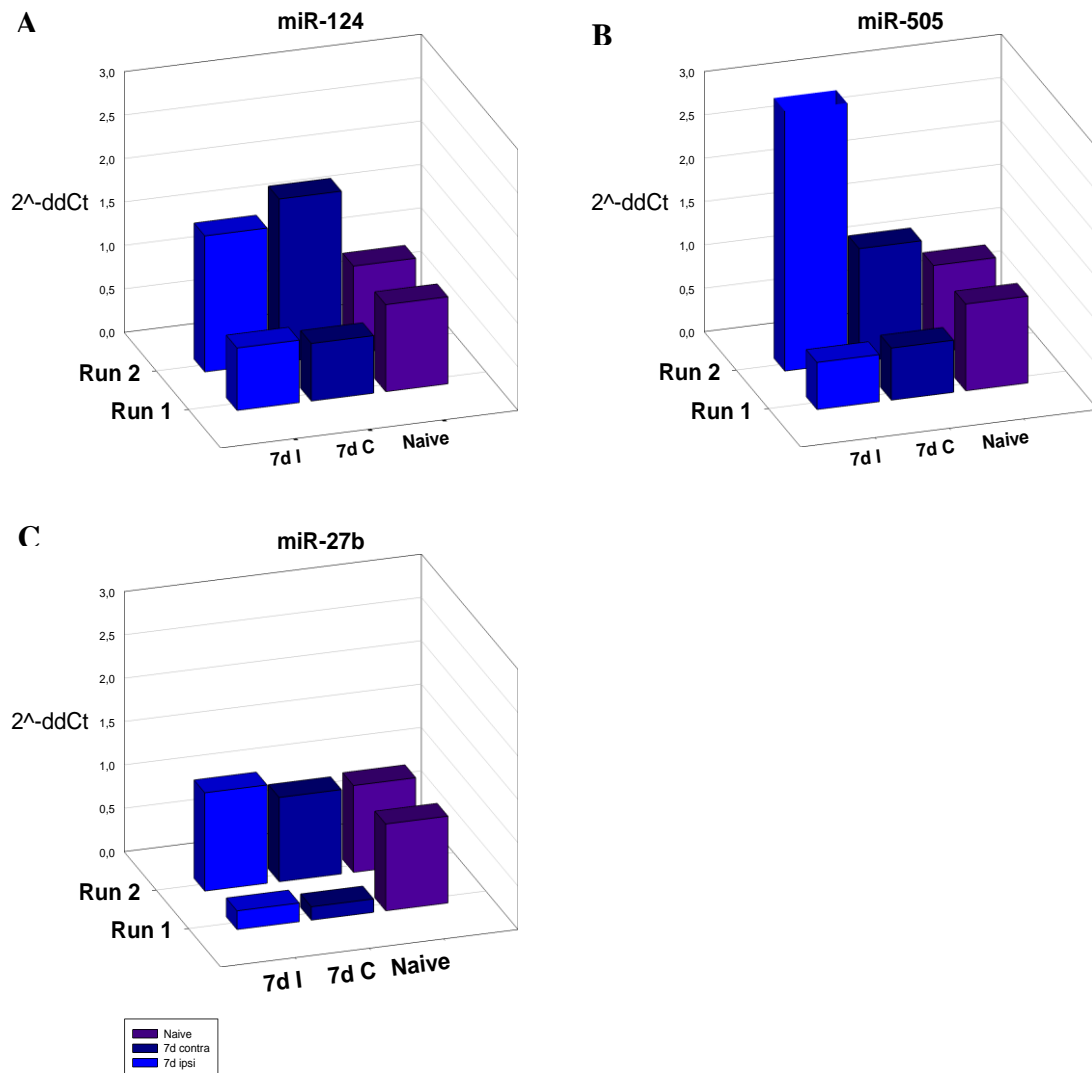 A
miR-124
3,0
2,5
2,0
1,5
1,0
0,5
0,0
2^-ddCt
Run 2
Run 1
7d I
7d C
Naive
B
miR-505
3,0
2,5
2,0
1,5
1,0
0,5
0,0
2^-ddCt
Run 2
Run 1
7d I
7d C
Naive
C
miR-27b
3,0
2,5
2,0
1,5
1,0
0,5
0,0
2^-ddCt
Run 2
Run 1
7d I
7d C
Naive
Naive
7d contra
7d ipsi